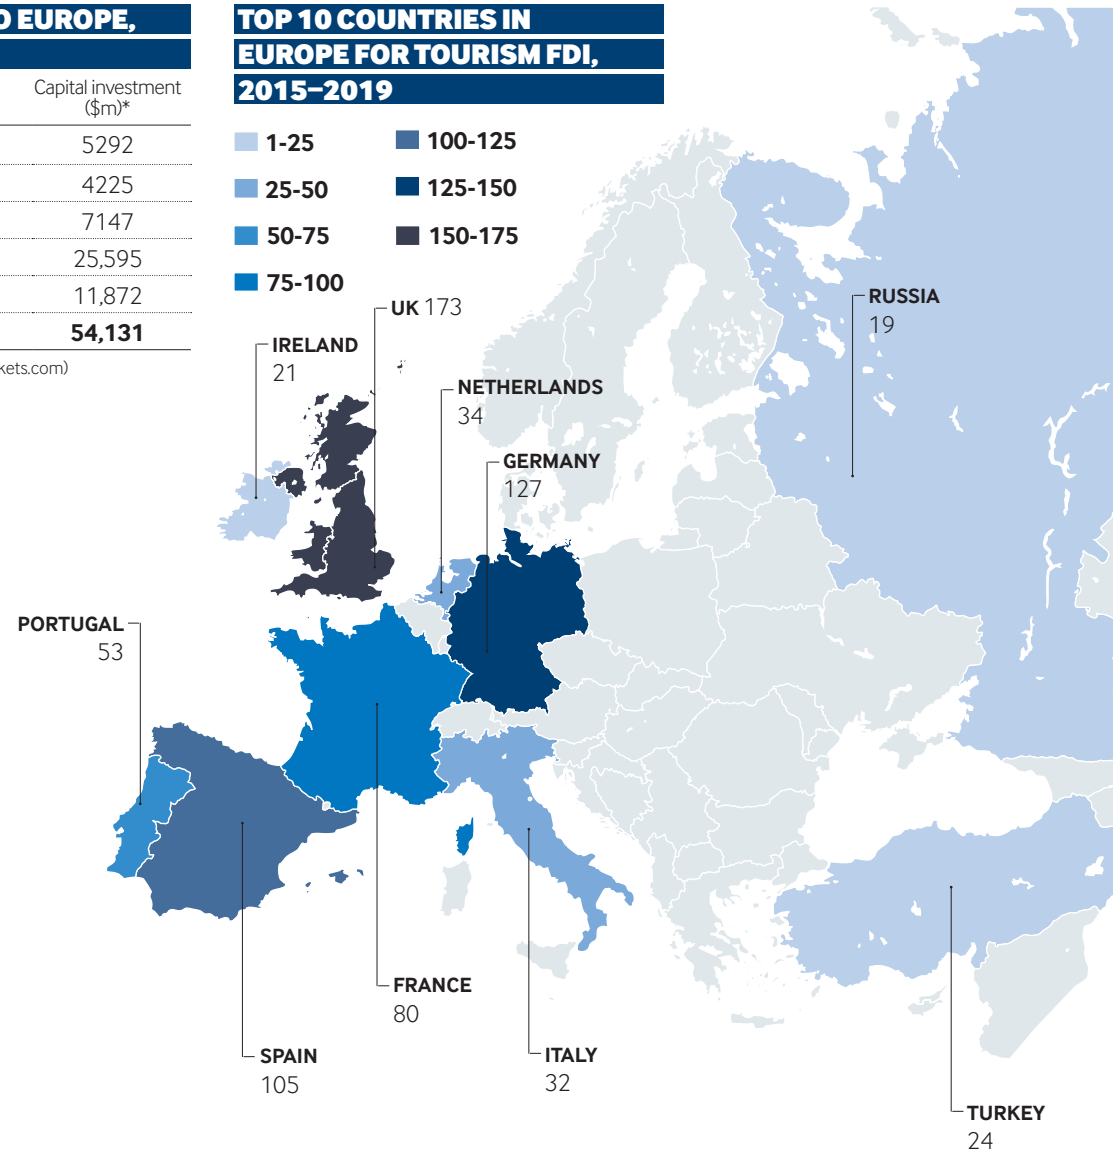 O EUROPE,
Capital investment
($m)*
5292
4225
7147
25,595
11,872
54,131
kets.com)
TOP 10 COUNTRIES IN
EUROPE FOR TOURISM FDI,
2015–2019
1-25
25-50
50-75
75-100
100-125
125-150
150-175
UK 173
IRELAND
21
NETHERLANDS
34
GERMANY
127
RUSSIA
19
PORTUGAL
53
FRANCE
80
SPAIN
105
ITALY
32
TURKEY
24